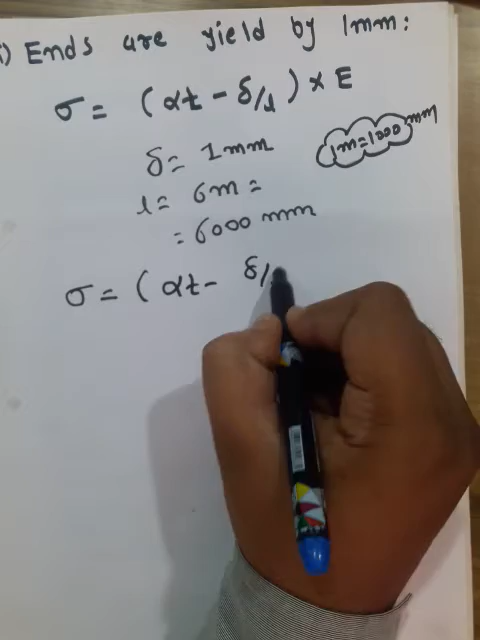 i) Ends are yield by 1mm:
σ = (αt - δ/l) × E
δ = 1mm
1m=1000mm
l = 6m =
= 6000 mm
σ = (αt - δ/